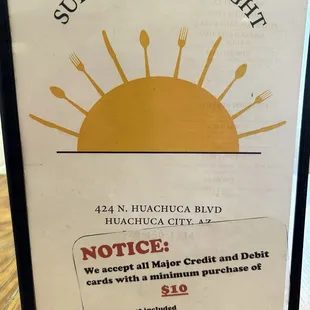 424 N. HUACHUCA BLVD
HUACHUCA CITY, AZ
NOTICE:
We accept all Major Credit and Debit
cards with a minimum purchase of
$10
included